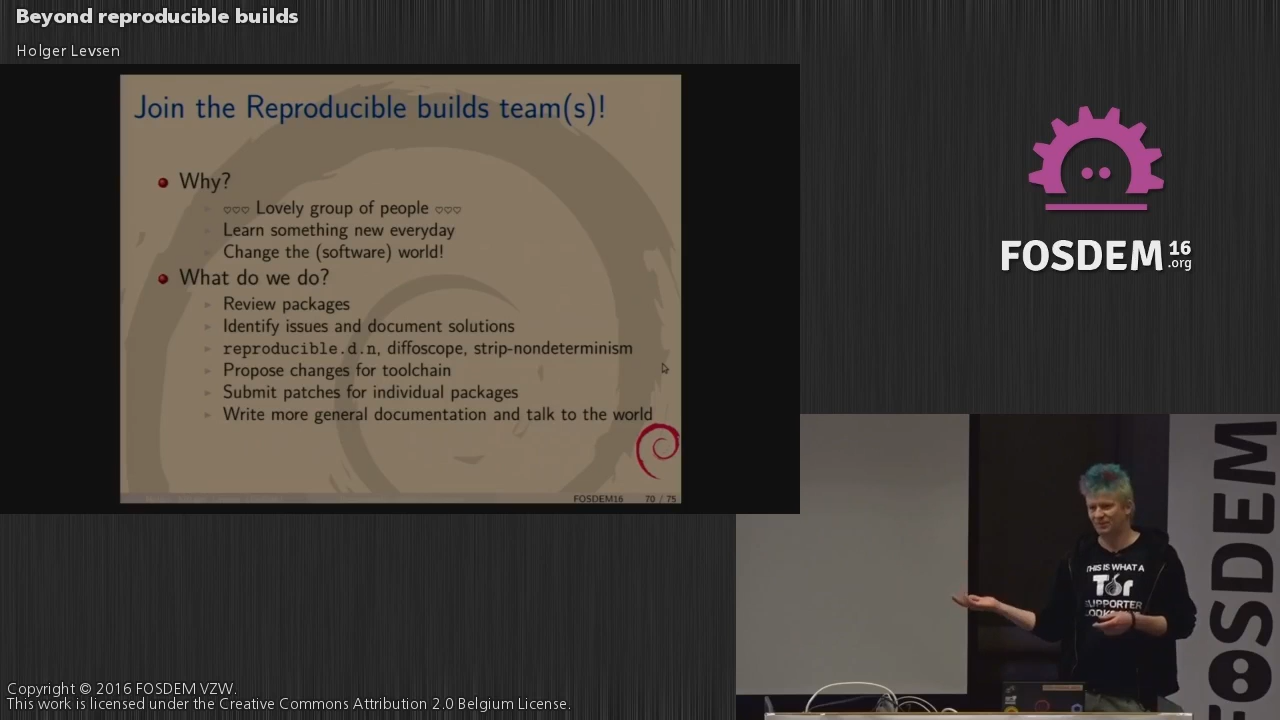 Beyond reproducible builds
Holger Levsen
Join the Reproducible builds team(s)!
Why?
♡♡♡ Lovely group of people ♡♡♡
Learn something new everyday
Change the (software) world!
What do we do?
Review packages
Identify issues and document solutions
reproducible.d.n, diffoscope, strip-nondeterminism
Propose changes for toolchain
Submit patches for individual packages
Write more general documentation and talk to the world
FOSDEM16 70 / 75
FOSDEM 16
.org
THIS IS WHAT A
Tor
SUPPORTER
LOOKS
FOSDEM
Copyright © 2016 FOSDEM VZW.
This work is licensed under the Creative Commons Attribution 2.0 Belgium License.